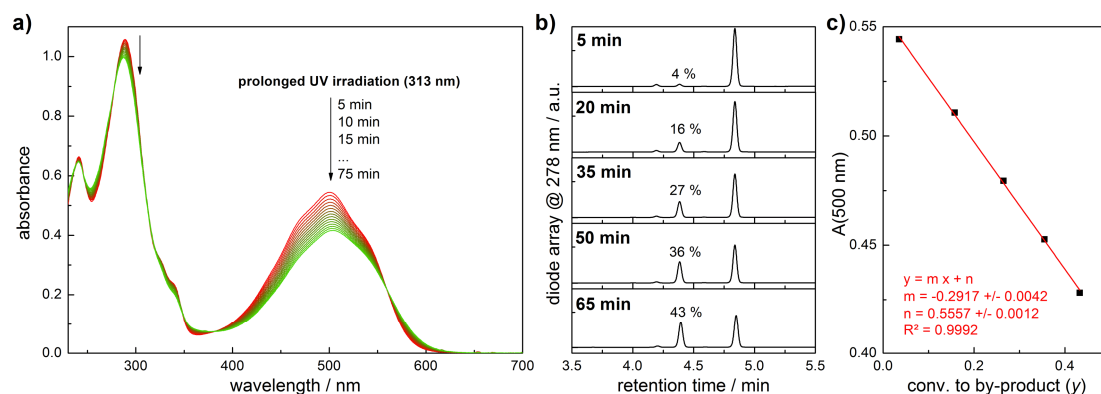 a)
1.0
0.8
0.6
0.4
0.2
0.0
absorbance
300
400
500
600
700
wavelength / nm
prolonged UV irradiation (313 nm)
5 min
10 min
15 min
...
75 min
b)
diode array @ 278 nm / a.u.
5 min
4 %
20 min
16 %
35 min
27 %
50 min
36 %
65 min
43 %
3.5
4.0
4.5
5.0
5.5
retention time / min
c)
0.55
0.50
0.45
0.40
A(500 nm)
y = m x + n
m = -0.2917 +/- 0.0042
n = 0.5557 +/- 0.0012
R² = 0.9992
0.0
0.2
0.4
conv. to by-product (y)